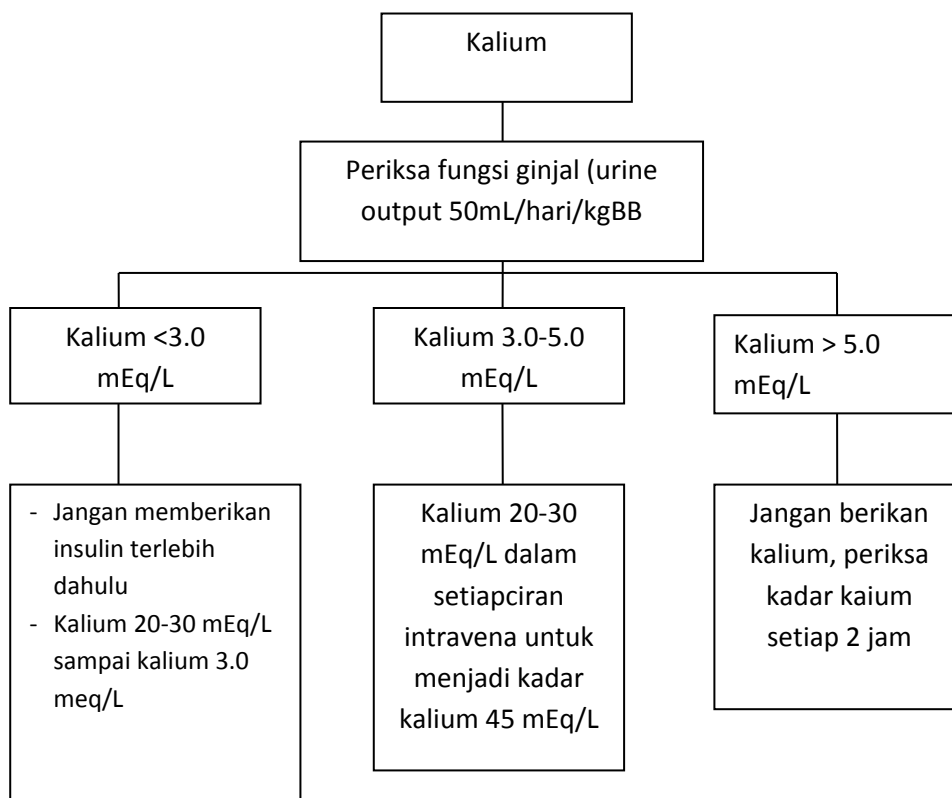 Kalium
Periksa fungsi ginjal (urine
output 50mL/hari/kgBB
Kalium <3.0
mEq/L
Kalium 3.0-5.0
mEq/L
Kalium > 5.0
mEq/L
- Jangan memberikan
insulin terlebih
dahulu
- Kalium 20-30 mEq/L
sampai kalium 3.0
meq/L
Kalium 20-30
mEq/L dalam
setiapciran
intravena untuk
menjadi kadar
kalium 45 mEq/L
Jangan berikan
kalium, periksa
kadar kaium
setiap 2 jam